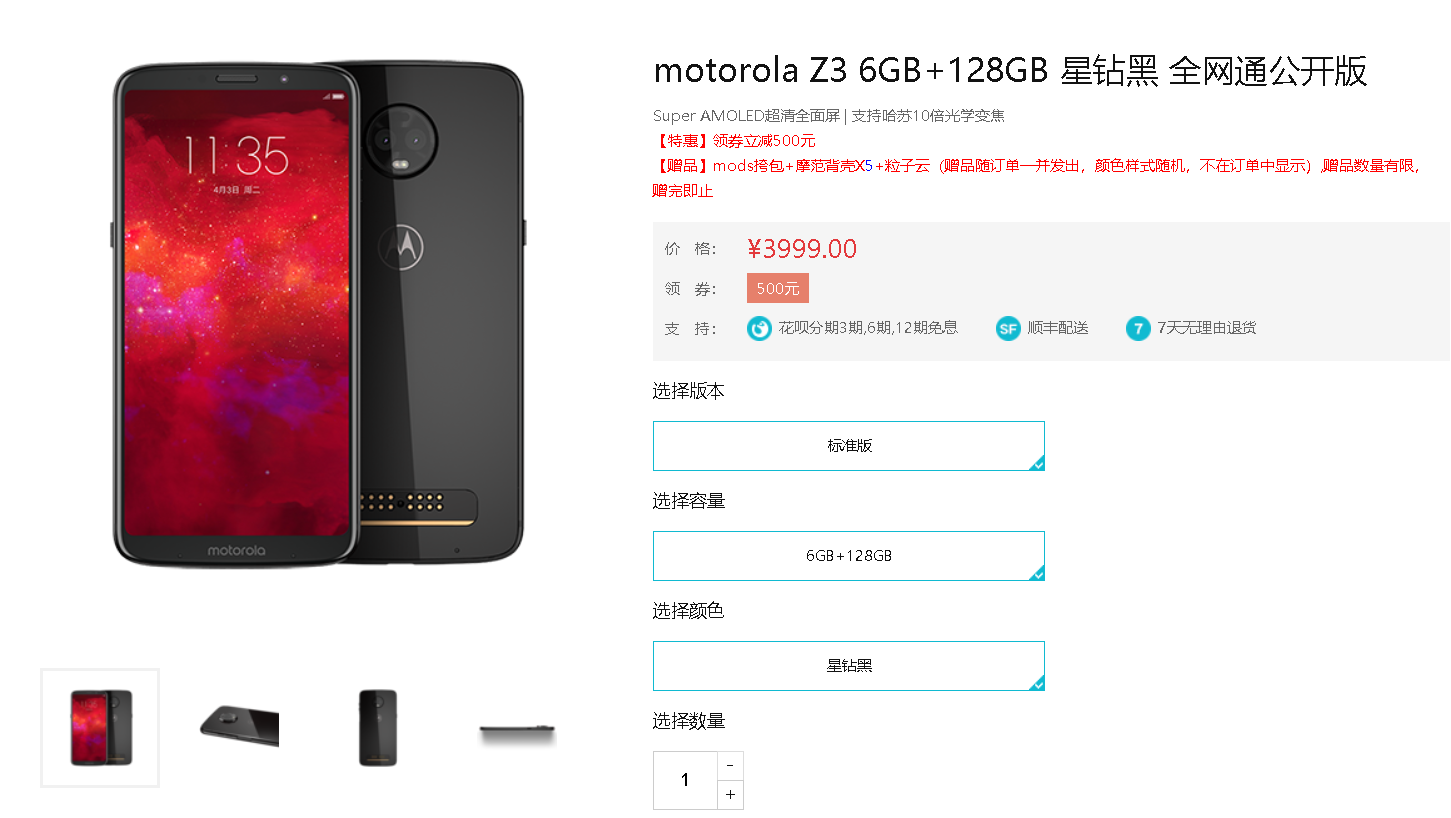 motorola Z3 6GB+128GB 星钻黑 全网通公开版
Super AMOLED超清全面屏 | 支持哈苏10倍光学变焦
【特惠】领券立减500元
【赠品】mods挎包+摩范背壳X5+粒子云（赠品随订单一并发出，颜色样式随机，不在订单中显示）,赠品数量有限，
赠完即止
价 格： ¥3999.00
领 券： 500元
支 持： 花呗分期3期,6期,12期免息 SF 顺丰配送 7 7天无理由退货
选择版本
标准版
选择容量
6GB+128GB
选择颜色
星钻黑
选择数量
1 - +
11:35
4月3日 周二
motorola